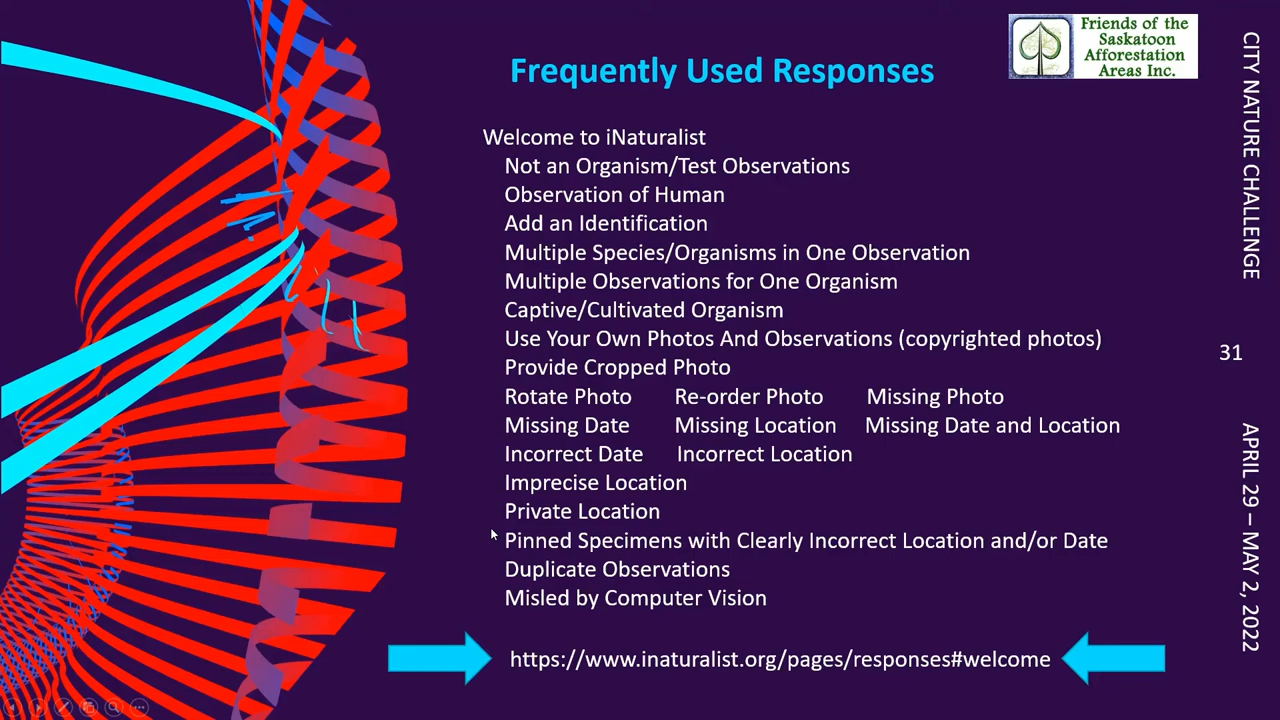 Frequently Used Responses
Friends of the
Saskatoon
Afforestation
Areas Inc.
Welcome to iNaturalist
Not an Organism/Test Observations
Observation of Human
Add an Identification
Multiple Species/Organisms in One Observation
Multiple Observations for One Organism
Captive/Cultivated Organism
Use Your Own Photos And Observations (copyrighted photos)
Provide Cropped Photo
Rotate Photo Re-order Photo Missing Photo
Missing Date Missing Location Missing Date and Location
Incorrect Date Incorrect Location
Imprecise Location
Private Location
Pinned Specimens with Clearly Incorrect Location and/or Date
Duplicate Observations
Misled by Computer Vision
https://www.inaturalist.org/pages/responses#welcome
CITY NATURE CHALLENGE
31
APRIL 29 – MAY 2, 2022